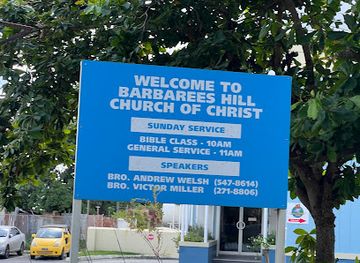 WELCOME TO
BARBAREES HILL
CHURCH OF CHRIST
SUNDAY SERVICE
BIBLE CLASS - 10AM
GENERAL SERVICE - 11AM
SPEAKERS
BRO. ANDREW WELSH (547-8614)
BRO. VICTOR MILLER (271-8806)